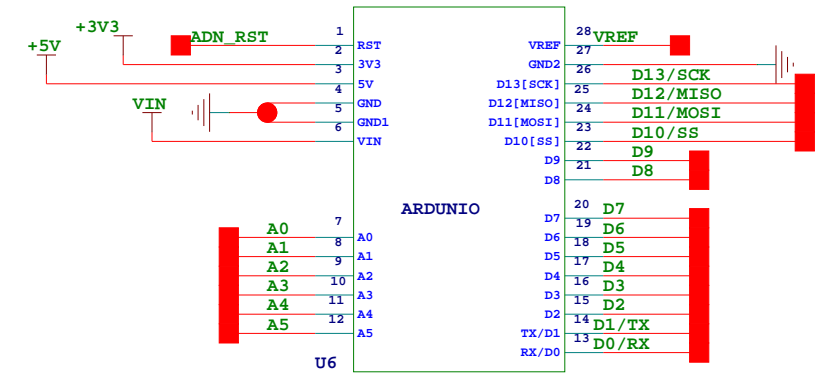 +3V3
+5V
ADN_RST
VIN
1 RST
2 3V3
3 5V
4 GND
5 GND1
6 VIN
A0 7 A0
A1 8 A1
A2 9 A2
A3 10 A3
A4 11 A4
A5 12 A5
U6
ARDUNIO
VREF 28 VREF
GND2 27
D13[SCK] 26 D13/SCK
D12[MISO] 25 D12/MISO
D11[MOSI] 24 D11/MOSI
D10[SS] 23 D10/SS
D9 22 D9
D8 21 D8
D7 20 D7
D6 19 D6
D5 18 D5
D4 17 D4
D3 16 D3
D2 15 D2
TX/D1 14 D1/TX
RX/D0 13 D0/RX